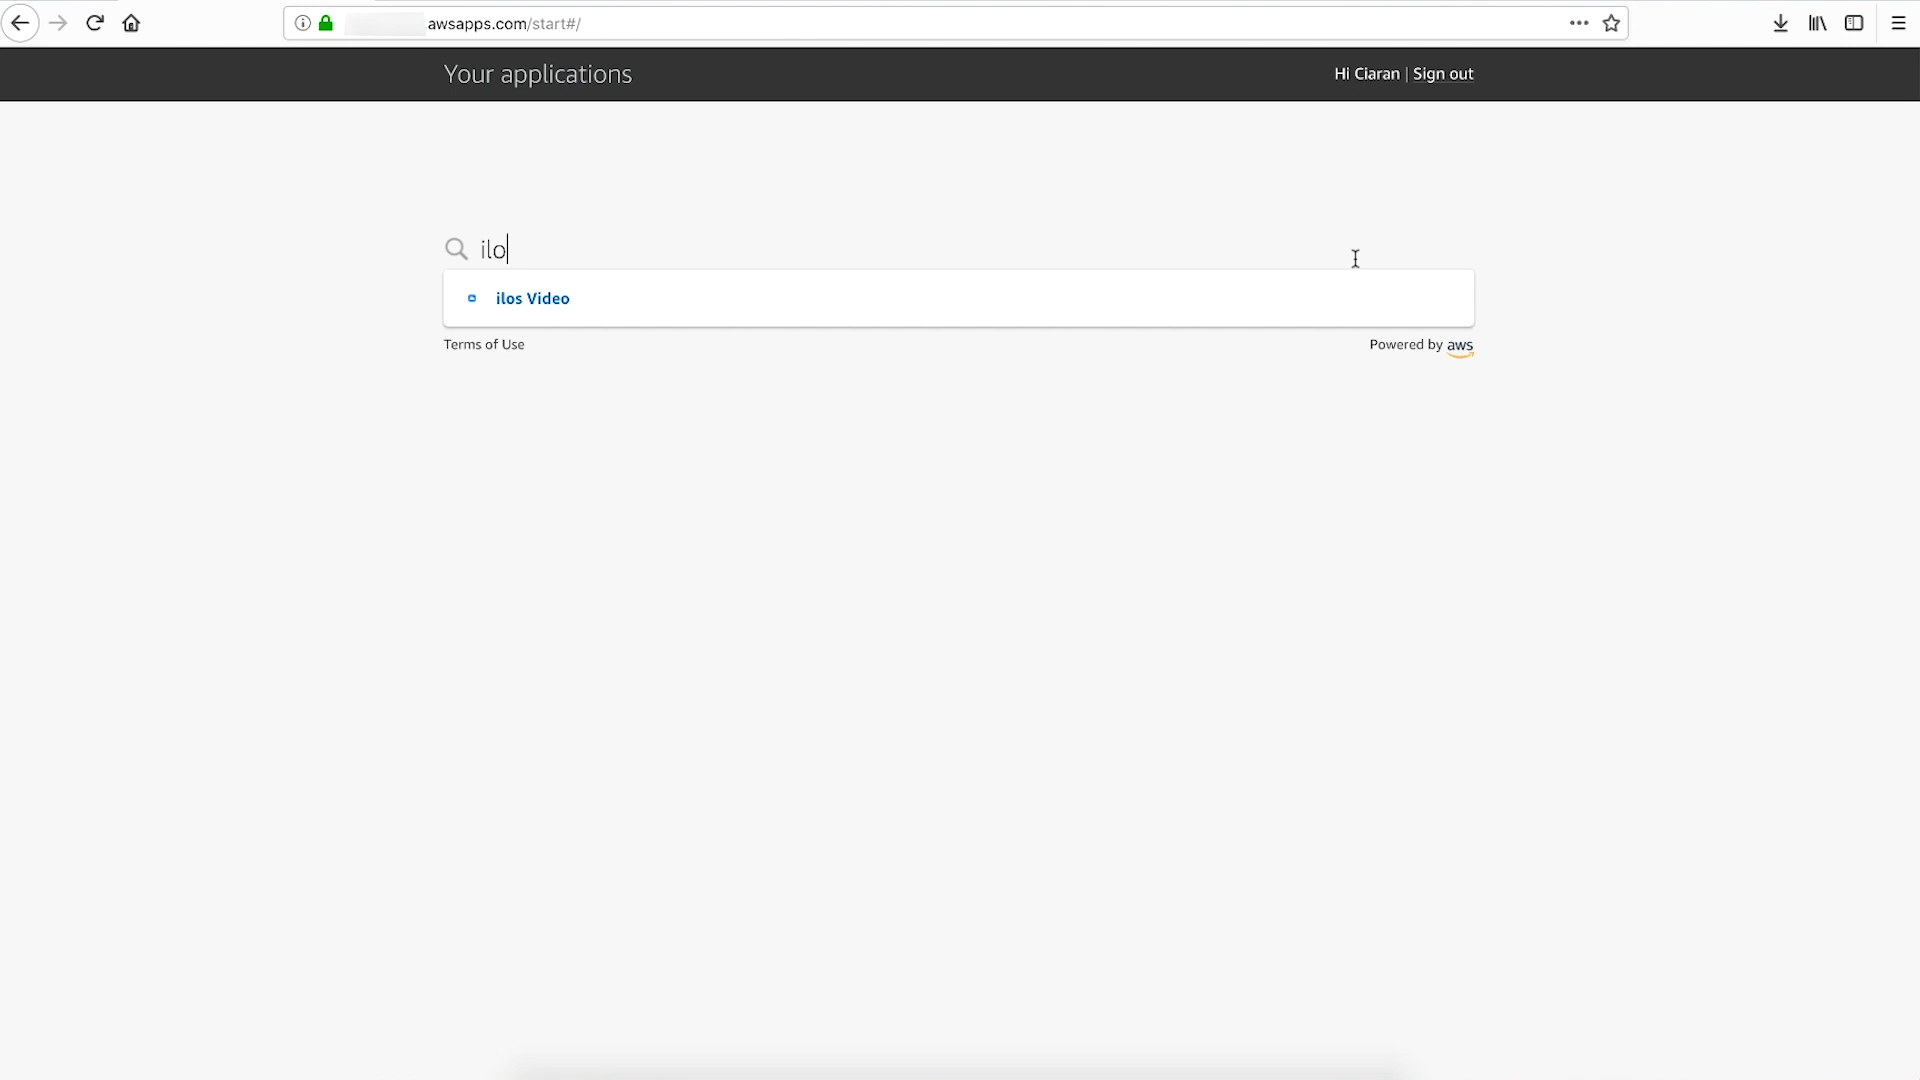 awsapps.com/start#/
Your applications
Hi Ciaran | Sign out
ilo
ilos Video
Terms of Use
Powered by aws